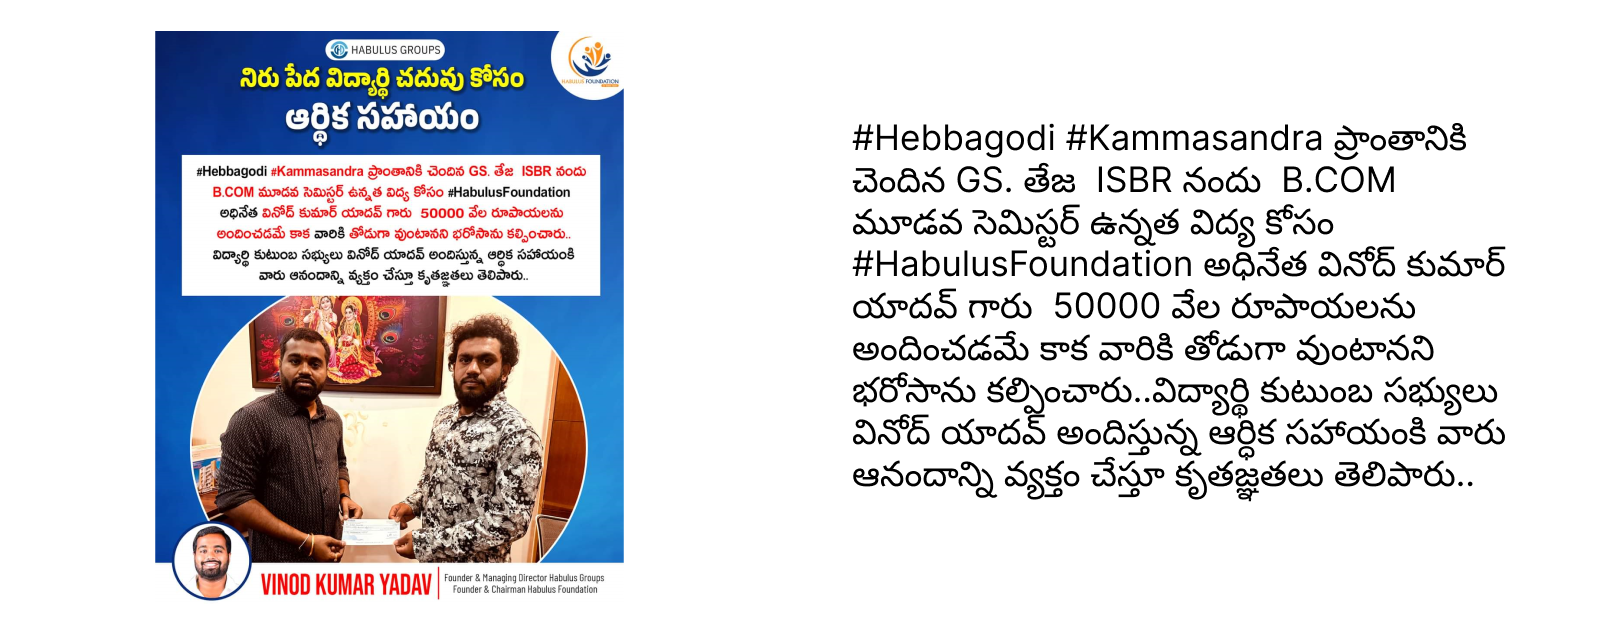 HABULUS GROUPS
HABULUS FOUNDATION
నిరు పేద విద్యార్థి చదువు కోసం
ఆర్థిక సహాయం
#Hebbagodi #Kammasandra ప్రాంతానికి చెందిన GS. తేజ  ISBR నందు
B.COM మూడవ సెమిస్టర్ ఉన్నత విద్య కోసం #HabulusFoundation
అధినేత వినోద్ కుమార్ యాదవ్ గారు  50000 వేల రూపాయలను
అందించడమే కాక వారికి తోడుగా వుంటానని భరోసాను కల్పించారు..
విద్యార్థి కుటుంబ సభ్యులు వినోద్ యాదవ్ అందిస్తున్న ఆర్ధిక సహాయంకి
వారు ఆనందాన్ని వ్యక్తం చేస్తూ కృతజ్ఞతలు తెలిపారు..
VINOD KUMAR YADAV
Founder & Managing Director Habulus Groups
Founder & Chairman Habulus Foundation
#Hebbagodi #Kammasandra ప్రాంతానికి
చెందిన GS. తేజ  ISBR నందు  B.COM
మూడవ సెమిస్టర్ ఉన్నత విద్య కోసం
#HabulusFoundation అధినేత వినోద్ కుమార్
యాదవ్ గారు  50000 వేల రూపాయలను
అందించడమే కాక వారికి తోడుగా వుంటానని
భరోసాను కల్పించారు..విద్యార్థి కుటుంబ సభ్యులు
వినోద్ యాదవ్ అందిస్తున్న ఆర్ధిక సహాయంకి వారు
ఆనందాన్ని వ్యక్తం చేస్తూ కృతజ్ఞతలు తెలిపారు..